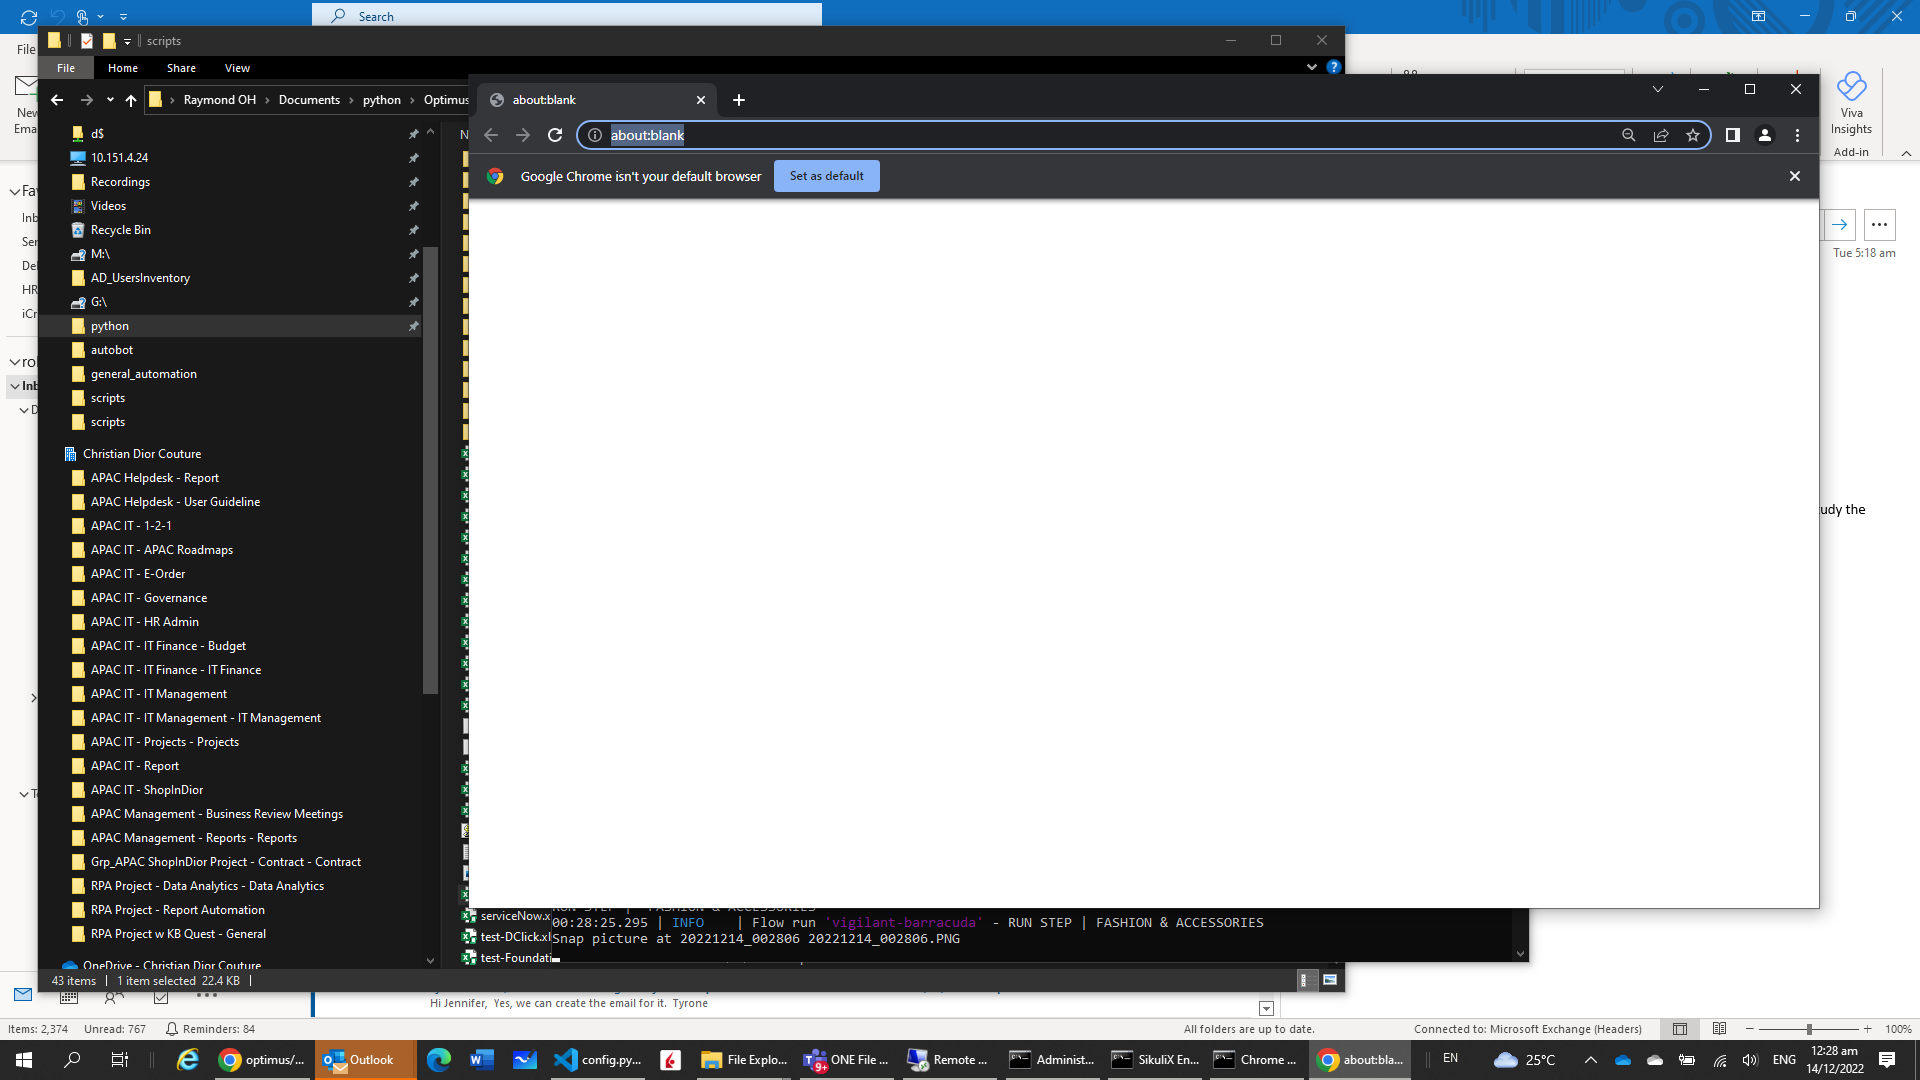 Search
scripts
File
File
Home
Share
View
Raymond OH
Documents
python
Optimus
about:blank
about:blank
Google Chrome isn't your default browser
Set as default
New
Viva
Insights
Add-in
Tue 5:18 am
d$
10.151.4.24
Recordings
Videos
Recycle Bin
M:\
AD_UsersInventory
G:\
python
autobot
general_automation
scripts
scripts
Christian Dior Couture
APAC Helpdesk - Report
APAC Helpdesk - User Guideline
APAC IT - 1-2-1
APAC IT - APAC Roadmaps
APAC IT - E-Order
APAC IT - Governance
APAC IT - HR Admin
APAC IT - IT Finance - Budget
APAC IT - IT Finance - IT Finance
APAC IT - IT Management
APAC IT - IT Management - IT Management
APAC IT - Projects - Projects
APAC IT - Report
APAC IT - ShopInDior
APAC Management - Business Review Meetings
APAC Management - Reports - Reports
Grp_APAC ShopInDior Project - Contract - Contract
RPA Project - Data Analytics - Data Analytics
RPA Project - Report Automation
RPA Project w KB Quest - General
OneDrive - Christian Dior Couture
udy the
serviceNow.x
test-DClick.xl
test-Foundati
RUN STEP | FASHION & ACCESSORIES
00:28:25.295 | INFO | Flow run 'vigilant-barracuda' - RUN STEP | FASHION & ACCESSORIES
Snap picture at 20221214_002806 20221214_002806.PNG
43 items
1 item selected 22.4 KB
Hi Jennifer, Yes, we can create the email for it. Tyrone
Items: 2,374
Unread: 767
Reminders: 84
All folders are up to date.
Connected to: Microsoft Exchange (Headers)
100%
optimus/...
Outlook
config.py...
File Explo...
ONE File ...
9+
Remote ...
Administ...
SikuliX En...
Chrome ...
about:bla...
EN
25°C
ENG
12:28 am
14/12/2022